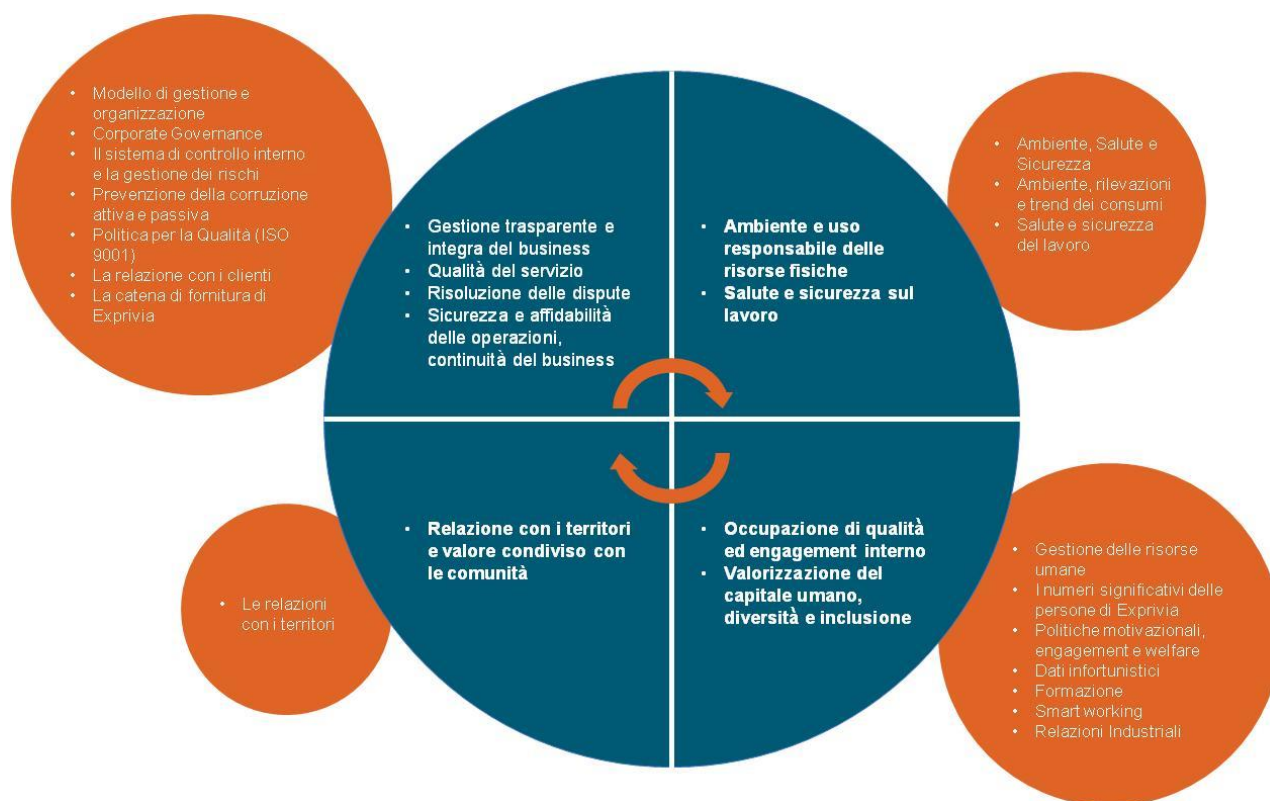 • Modello di gestione e
organizzazione
• Corporate Governance
• Il sistema di controllo interno
e la gestione dei rischi
• Prevenzione della corruzione
attiva e passiva
• Politica per la Qualità (ISO
9001)
• La relazione con i clienti
• La catena di fornitura di
Exprivia
▪ Gestione trasparente e
integra del business
▪ Qualità del servizio
▪ Risoluzione delle dispute
▪ Sicurezza e affidabilità
delle operazioni,
continuità del business
▪ Ambiente e uso
responsabile delle
risorse fisiche
▪ Salute e sicurezza sul
lavoro
• Ambiente, Salute e
Sicurezza
• Ambiente, rilevazioni
e trend dei consumi
• Salute e sicurezza
del lavoro
• Le relazioni
con i territori
▪ Relazione con i territori
e valore condiviso con
le comunità
▪ Occupazione di qualità
ed engagement interno
▪ Valorizzazione del
capitale umano,
diversità e inclusione
• Gestione delle risorse
umane
• I numeri significativi delle
persone di Exprivia
• Politiche motivazionali,
engagement e welfare
• Dati infortunistici
• Formazione
• Smart working
• Relazioni Industriali